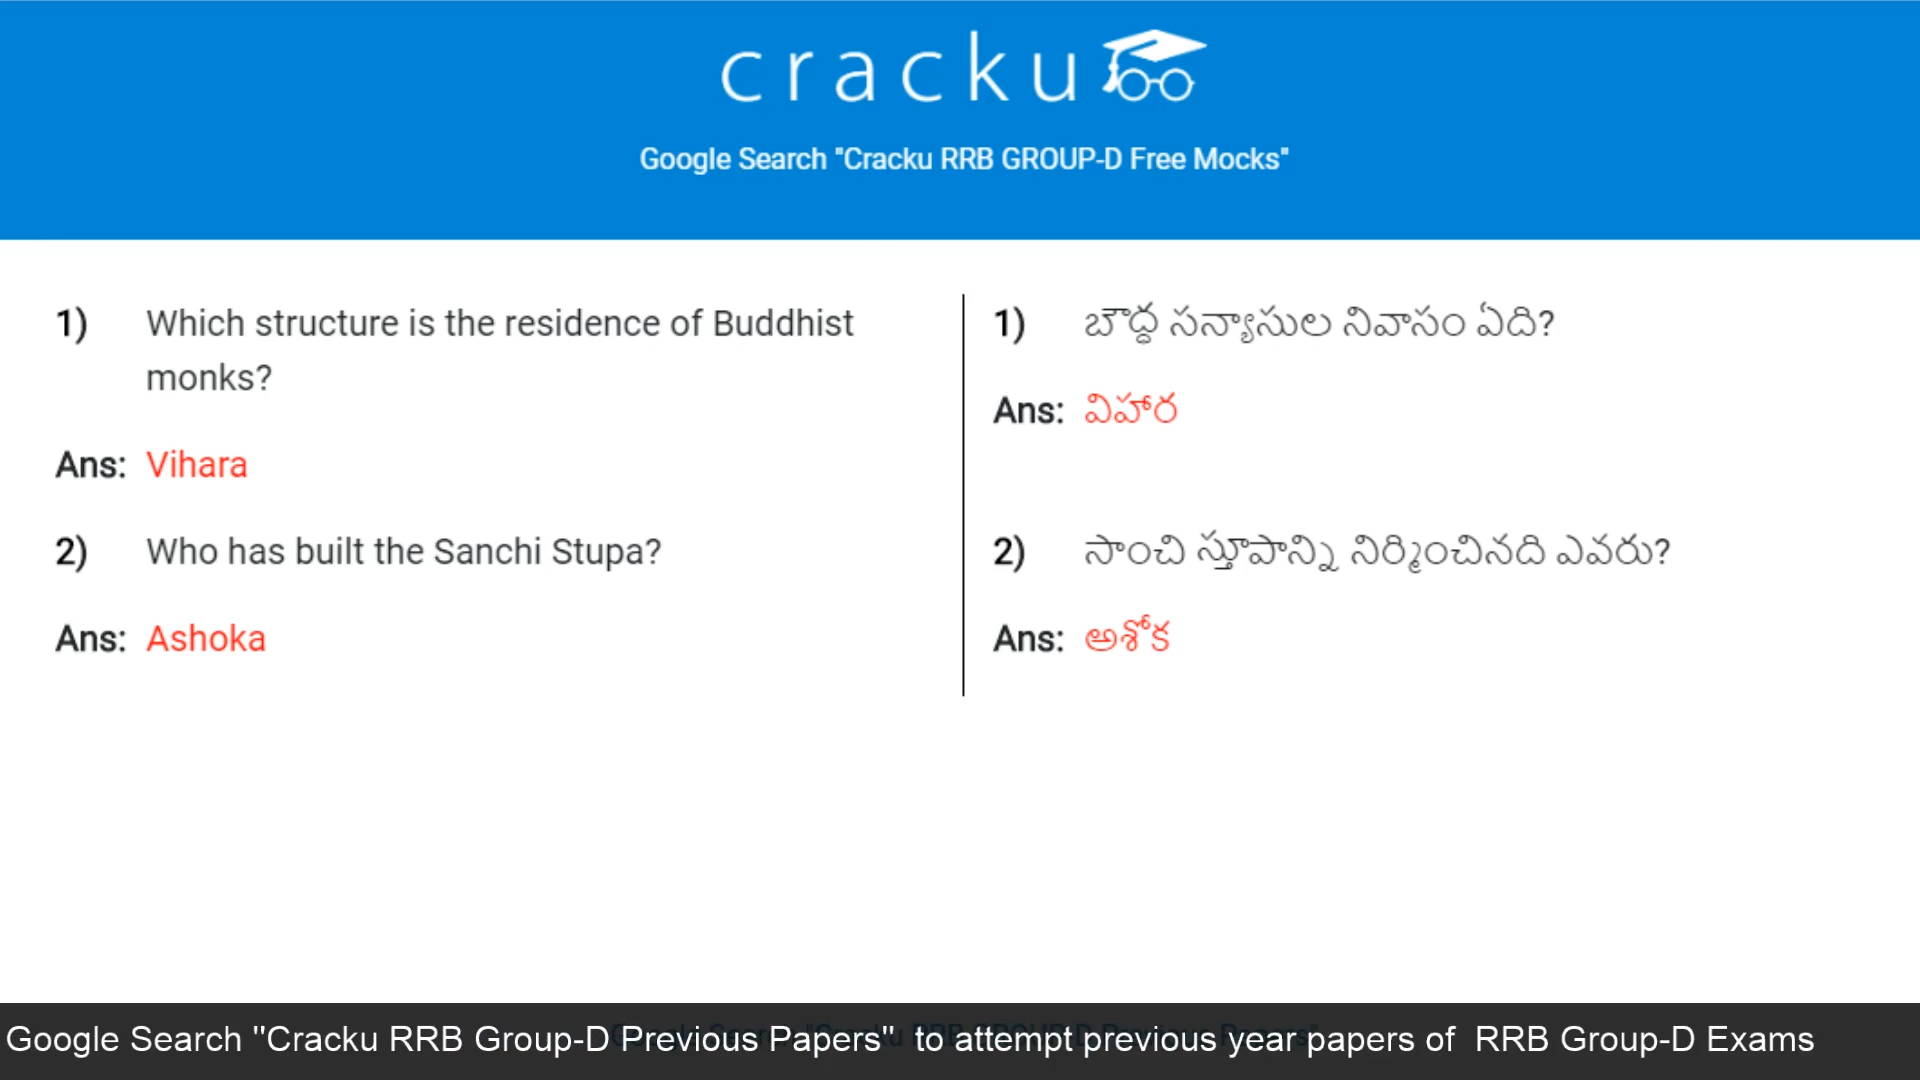 cracku
Google Search "Cracku RRB GROUP-D Free Mocks"
1) Which structure is the residence of Buddhist
monks?
Ans: Vihara
2) Who has built the Sanchi Stupa?
Ans: Ashoka
1) బౌద్ధ సన్యాసుల నివాసం ఏది?
Ans: విహార
2) సాంచి స్తూపాన్ని నిర్మించినది ఎవరు?
Ans: అశోక
Google Search "Cracku RRB Group-D Previous Papers" to attempt previous year papers of RRB Group-D Exams